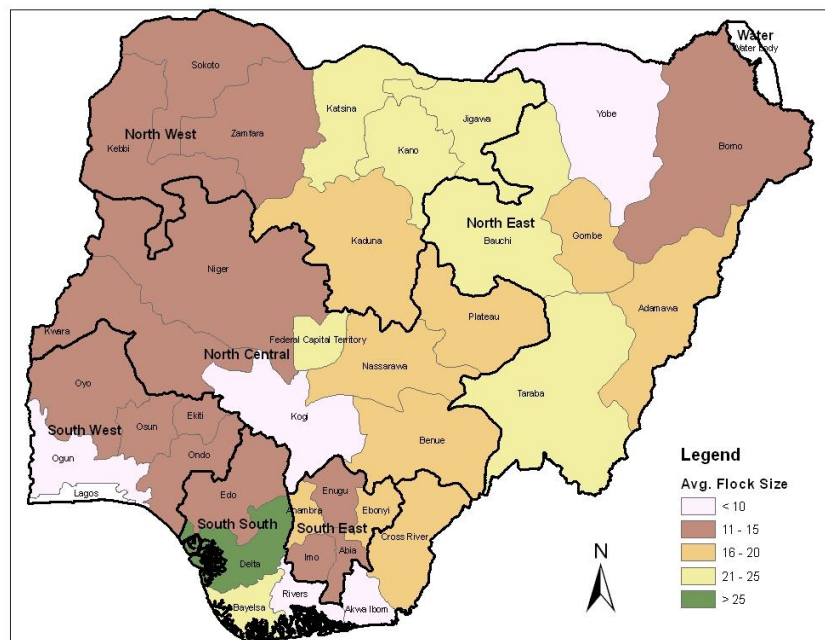 Water
Water body
Sokoto
Katsina
Jigawa
Yobe
North West
Zamfara
Kebbi
Kano
Borno
North East
Kaduna
Bauchi
Gombe
Niger
Adamawa
Plateau
Kwara
Federal Capital Territory
North Central
Nassarawa
Oyo
Taraba
Kogi
Ekiti
South West
Osun
Benue
Ogun
Ondo
Legend
Lagos
Edo
Enugu
Avg. Flock Size
Anambra
Ebonyi
< 10
South South
South East
11 - 15
Cross River
N
16 - 20
Imo
Abia
Delta
21 - 25
Rivers
> 25
Bayelsa
Akwa Ibom